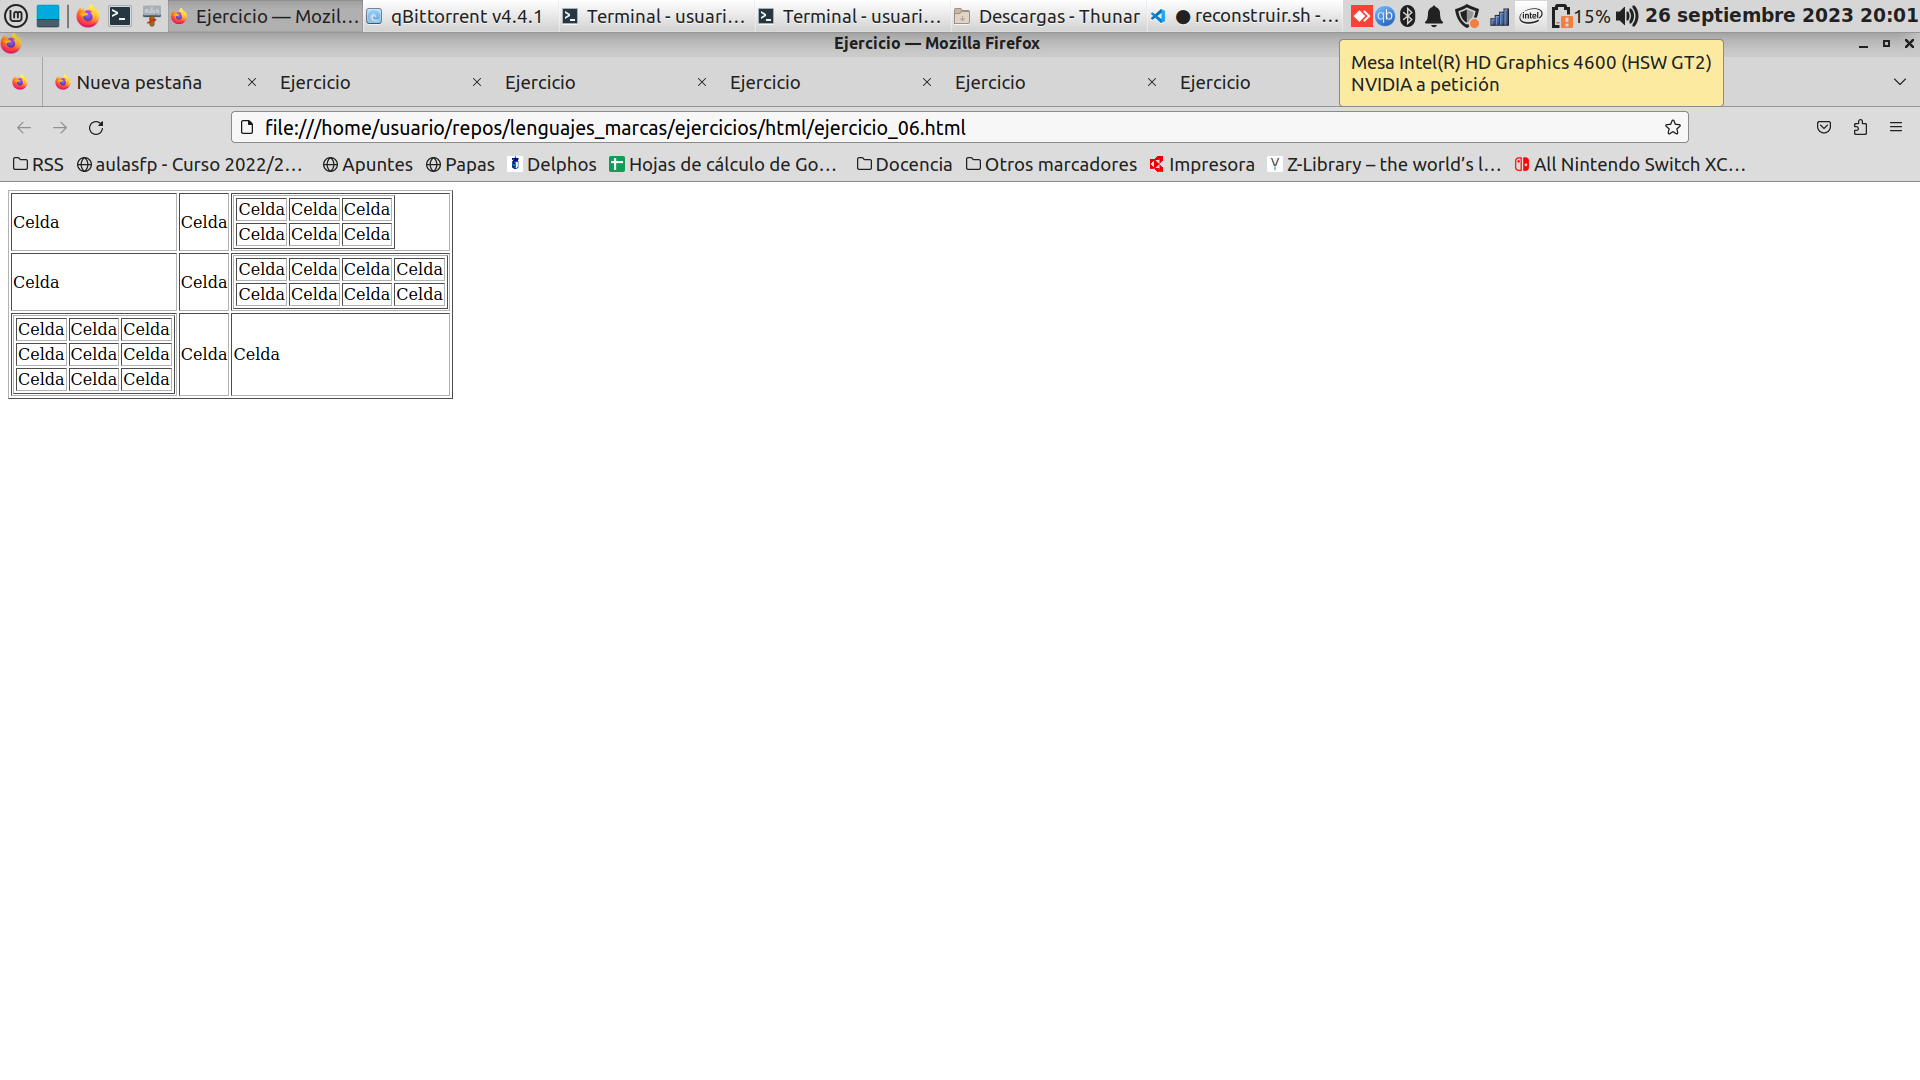 Ejercicio — Mozil... qBittorrent v4.4.1 Terminal - usuari... Terminal - usuari... Descargas - Thunar ● reconstruir.sh -... qb intel 15% 26 septiembre 2023 20:01
Ejercicio — Mozilla Firefox
Mesa Intel(R) HD Graphics 4600 (HSW GT2)
NVIDIA a petición
Nueva pestaña Ejercicio Ejercicio Ejercicio Ejercicio Ejercicio
file:///home/usuario/repos/lenguajes_marcas/ejercicios/html/ejercicio_06.html
RSS aulasfp - Curso 2022/2... Apuntes Papas Delphos Hojas de cálculo de Go... Docencia Otros marcadores Impresora Z-Library – the world's l... All Nintendo Switch XC...
Celda Celda Celda Celda Celda
Celda Celda Celda
Celda Celda Celda Celda Celda Celda
Celda Celda Celda Celda
Celda Celda Celda
Celda Celda Celda Celda Celda
Celda Celda Celda